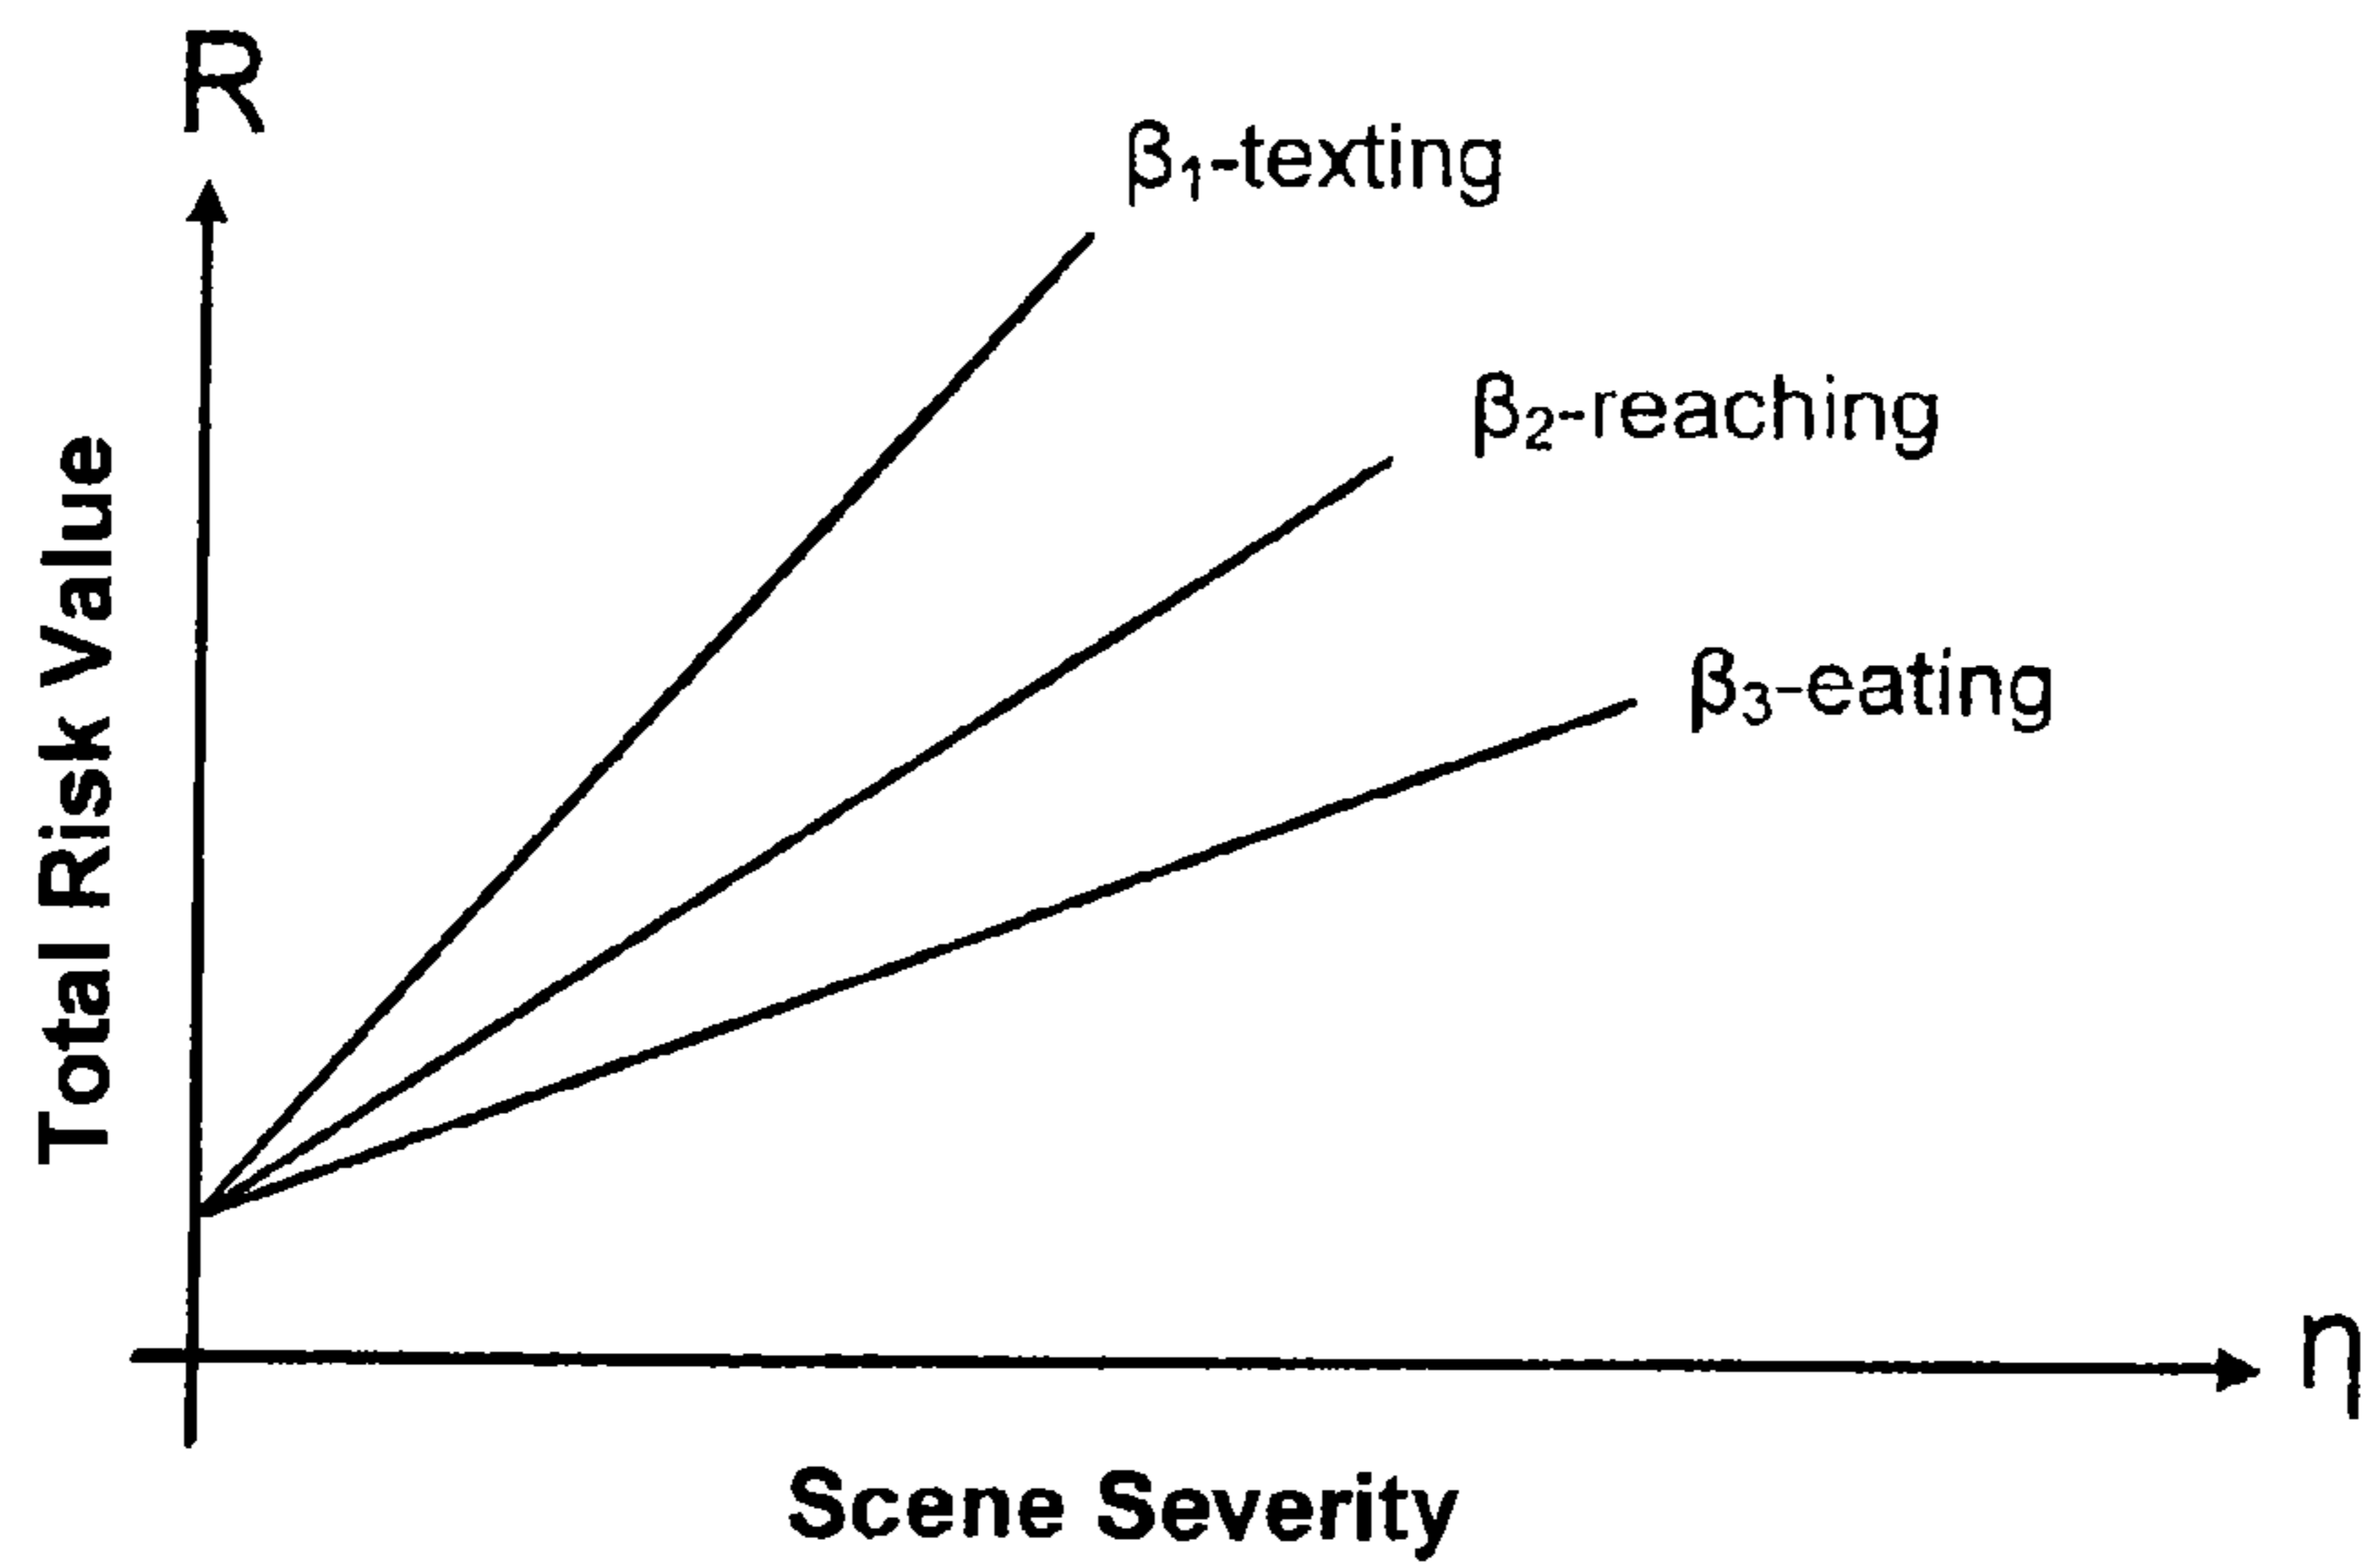 R
β₁-texting
β₂-reaching
β₃-eating
Total Risk Value
η
Scene Severity